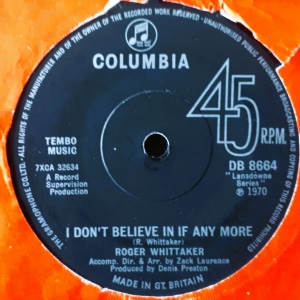 THE GRAMOPHONE CO. LTD. · ALL RIGHTS OF THE MANUFACTURER AND OF THE OWNER OF THE RECORDED WORK RESERVED · UNAUTHORISED PUBLIC PERFORMANCE BROADCASTING AND COPYING OF THIS RECORD PROHIBITED
COLUMBIA
45 R.P.M.
TEMBO
MUSIC
7XCA 32634
A Record
Supervision
Production
DB 8664
"Lansdowne
Series"
℗ 1970
I DON'T BELIEVE IN IF ANY MORE
(R. Whittaker)
ROGER WHITTAKER
Accomp. Dir. & Arr. by Zack Laurence
Produced by Denis Preston
MADE IN GT. BRITAIN